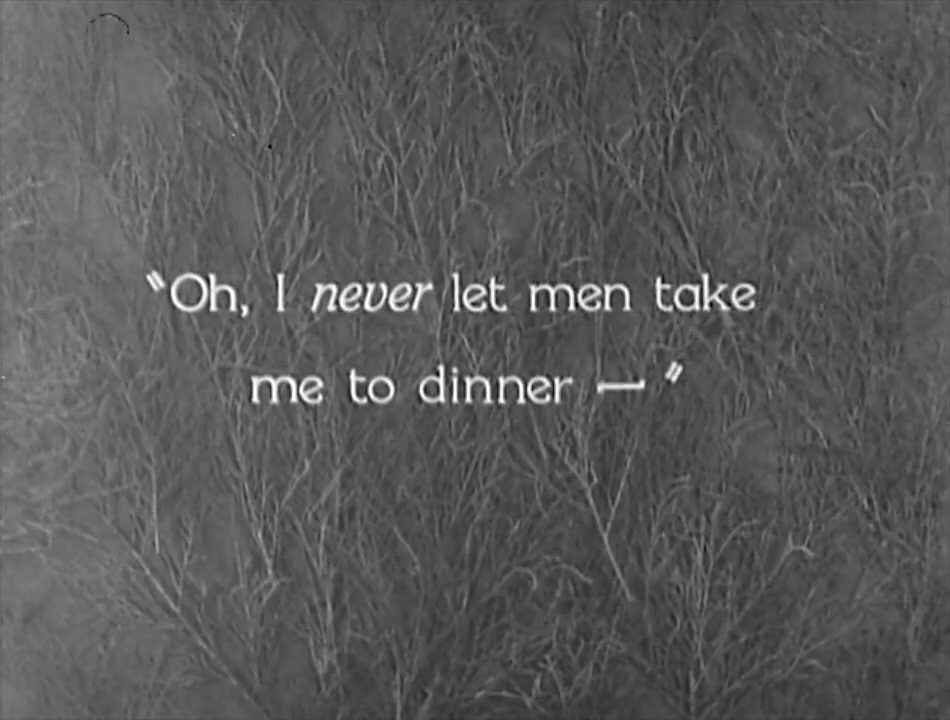 "Oh, I never let men take
me to dinner — "